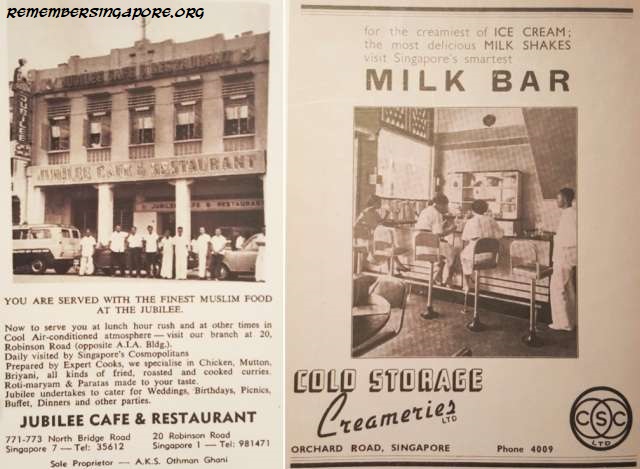 REMEMBERSINGAPORE.ORG
JUBILEE CAFE & RESTAURANT
JUBILEE
JUBILEE CAFE & RESTAURANT
JUBILEE CAFE & RESTAURANT
YOU ARE SERVED WITH THE FINEST MUSLIM FOOD
AT THE JUBILEE.
Now to serve you at lunch hour rush and at other times in
Cool Air-conditioned atmosphere — visit our branch at 20,
Robinson Road (opposite A.I.A. Bldg.).
Daily visited by Singapore's Cosmopolitans
Prepared by Expert Cooks, we specialise in Chicken, Mutton,
Briyani, all kinds of fried, roasted and cooked curries.
Roti-maryam & Paratas made to your taste.
Jubilee undertakes to cater for Weddings, Birthdays, Picnics,
Buffet, Dinners and other parties.
JUBILEE CAFE & RESTAURANT
771-773 North Bridge Road
Singapore 7 — Tel: 35612
20 Robinson Road
Singapore 1 — Tel: 981471
Sole Proprietor — A.K.S. Othman Ghani
for the creamiest of ICE CREAM;
the most delicious MILK SHAKES
visit Singapore's smartest
MILK BAR
COLD STORAGE
Creameries LTD
ORCHARD ROAD, SINGAPORE
Phone 4009
CSC
LTD